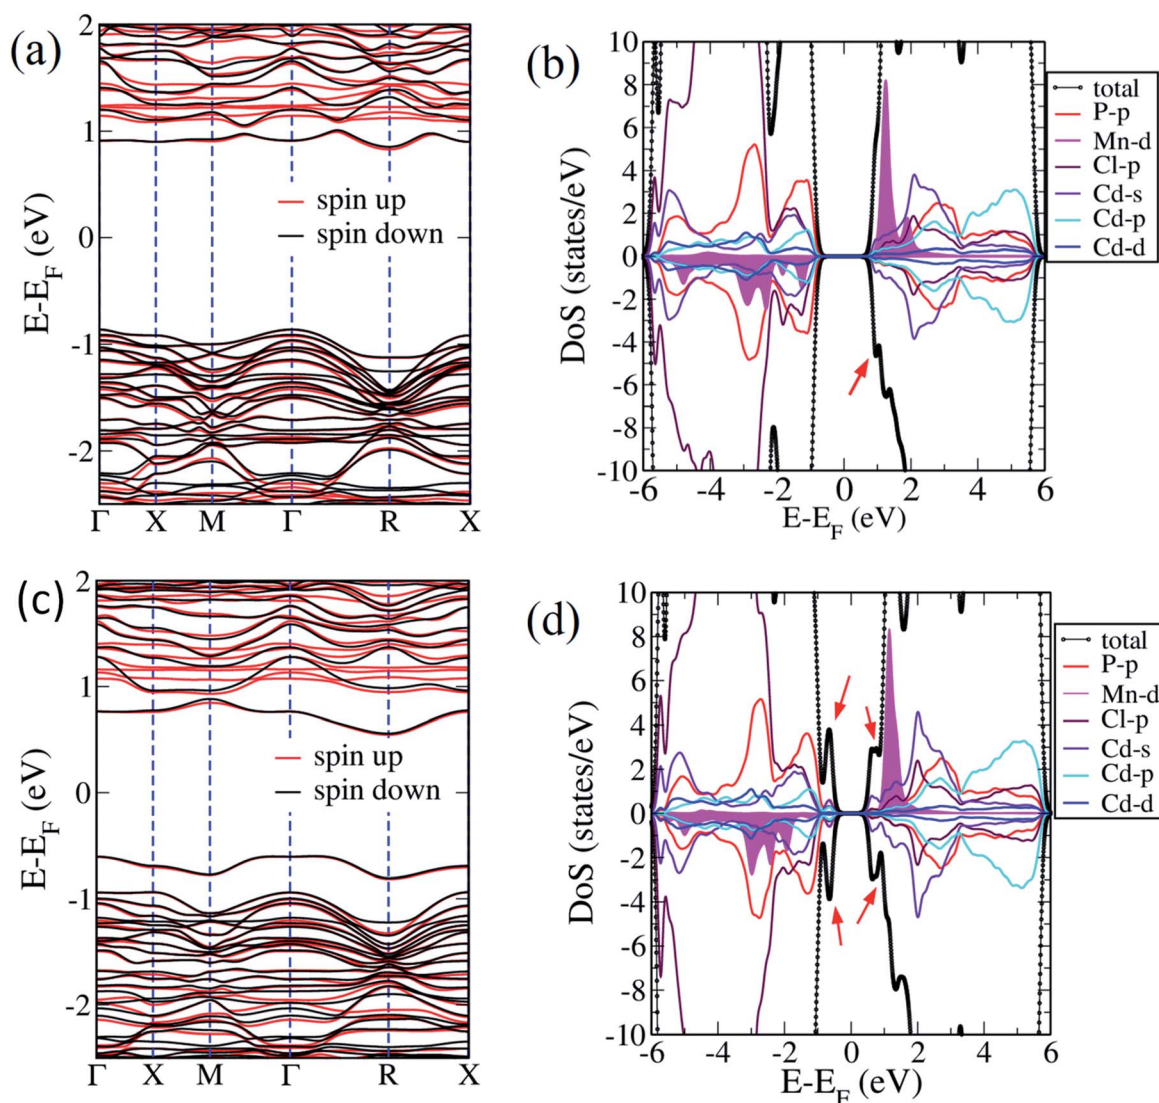 (a)
2
1
0
-1
-2
E-E_F (eV)
spin up
spin down
Γ X M Γ R X
(b)
10
8
6
4
2
0
-2
-4
-6
-8
-10
DoS (states/eV)
-6 -4 -2 0 2 4 6
E-E_F (eV)
total
P-p
Mn-d
Cl-p
Cd-s
Cd-p
Cd-d
(c)
2
1
0
-1
-2
E-E_F (eV)
spin up
spin down
Γ X M Γ R X
(d)
10
8
6
4
2
0
-2
-4
-6
-8
-10
DoS (states/eV)
-6 -4 -2 0 2 4 6
E-E_F (eV)
total
P-p
Mn-d
Cl-p
Cd-s
Cd-p
Cd-d